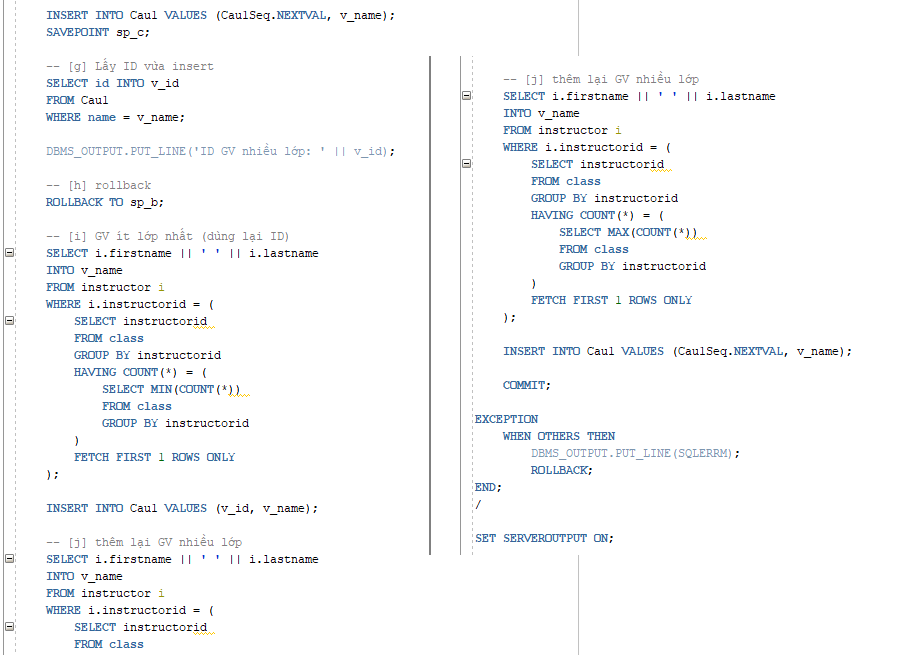 INSERT INTO Cau1 VALUES (CaulSeq.NEXTVAL, v_name);
SAVEPOINT sp_c;
-- [g] Lấy ID vừa insert
SELECT id INTO v_id
FROM Cau1
WHERE name = v_name;
DBMS_OUTPUT.PUT_LINE('ID GV nhiều lớp: ' || v_id);
-- [h] rollback
ROLLBACK TO sp_b;
-- [i] GV ít lớp nhất (dùng lại ID)
SELECT i.firstname || ' ' || i.lastname
INTO v_name
FROM instructor i
WHERE i.instructorid = (
SELECT instructorid
FROM class
GROUP BY instructorid
HAVING COUNT(*) = (
SELECT MIN(COUNT(*))
FROM class
GROUP BY instructorid
)
FETCH FIRST 1 ROWS ONLY
);
INSERT INTO Cau1 VALUES (v_id, v_name);
-- [j] thêm lại GV nhiều lớp
SELECT i.firstname || ' ' || i.lastname
INTO v_name
FROM instructor i
WHERE i.instructorid = (
SELECT instructorid
FROM class
-- [j] thêm lại GV nhiều lớp
SELECT i.firstname || ' ' || i.lastname
INTO v_name
FROM instructor i
WHERE i.instructorid = (
SELECT instructorid
FROM class
GROUP BY instructorid
HAVING COUNT(*) = (
SELECT MAX(COUNT(*))
FROM class
GROUP BY instructorid
)
FETCH FIRST 1 ROWS ONLY
);
INSERT INTO Cau1 VALUES (Cau1Seq.NEXTVAL, v_name);
COMMIT;
EXCEPTION
WHEN OTHERS THEN
DBMS_OUTPUT.PUT_LINE(SQLERRM);
ROLLBACK;
END;
/
SET SERVEROUTPUT ON;